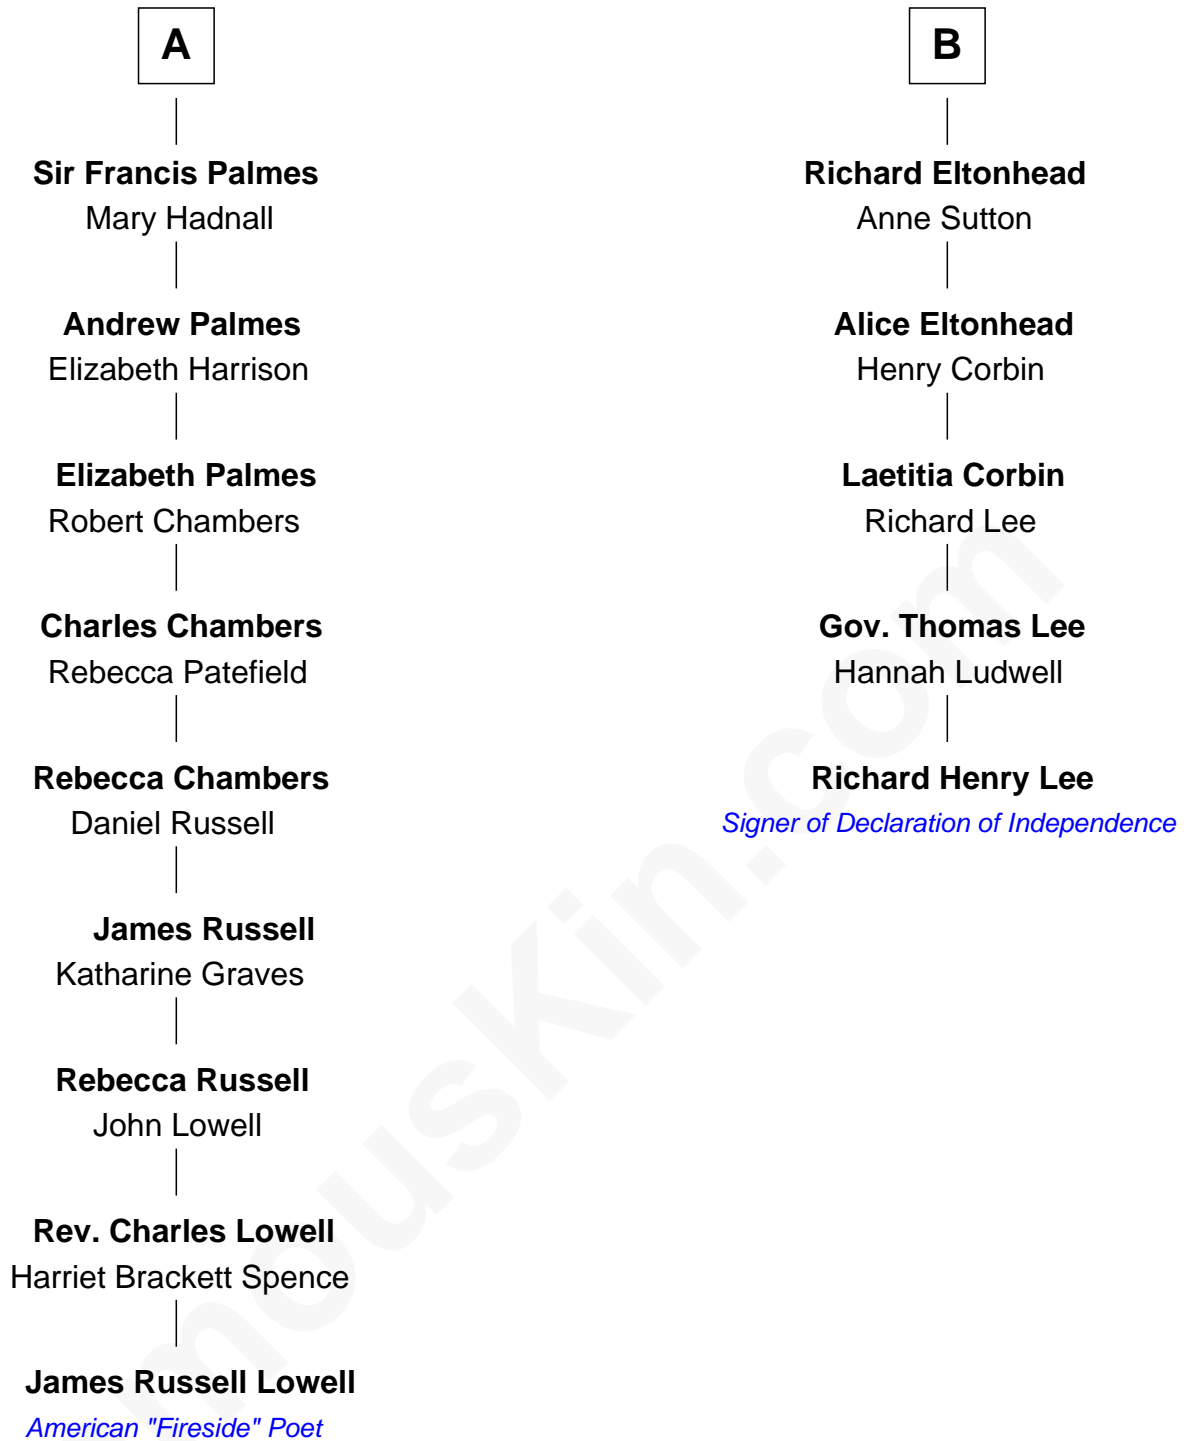 A
Sir Francis Palmes
Mary Hadnall
Andrew Palmes
Elizabeth Harrison
Elizabeth Palmes
Robert Chambers
Charles Chambers
Rebecca Patefield
Rebecca Chambers
Daniel Russell
James Russell
Katharine Graves
Rebecca Russell
John Lowell
Rev. Charles Lowell
Harriet Brackett Spence
James Russell Lowell
American "Fireside" Poet
B
Richard Eltonhead
Anne Sutton
Alice Eltonhead
Henry Corbin
Laetitia Corbin
Richard Lee
Gov. Thomas Lee
Hannah Ludwell
Richard Henry Lee
Signer of Declaration of Independence
mousKin.com